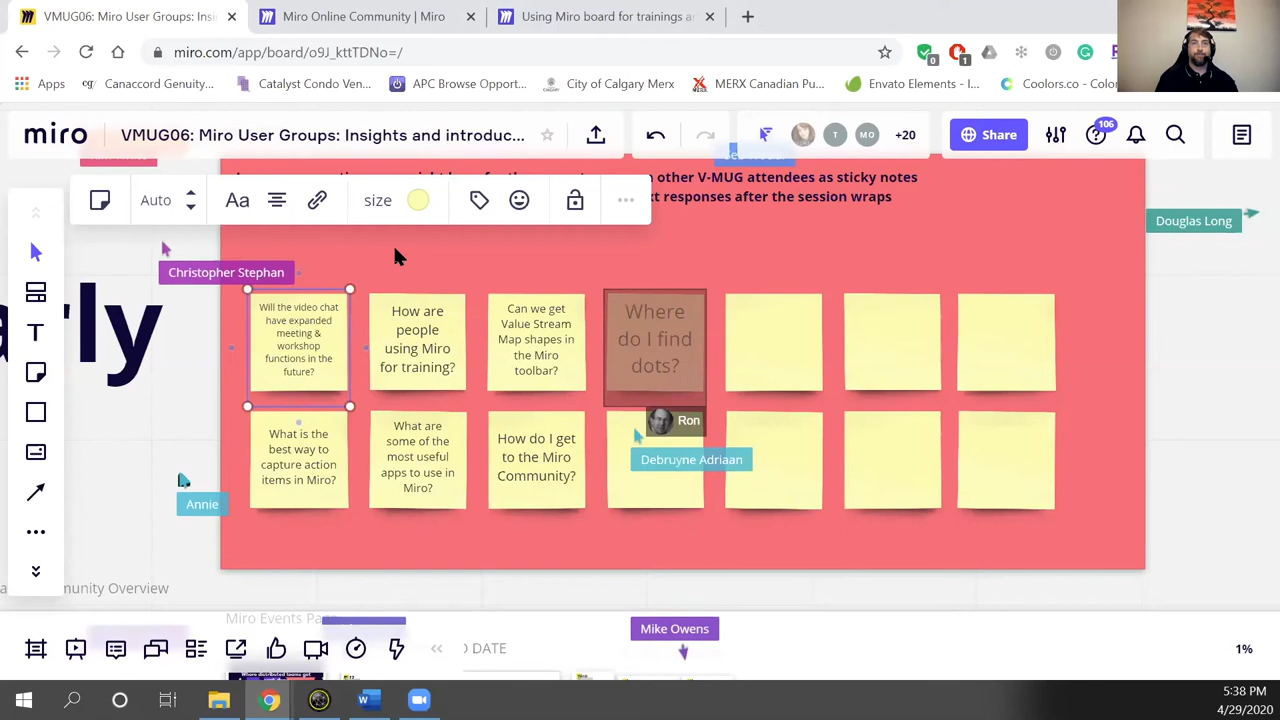 VMUG06: Miro User Groups: Insi
Miro Online Community | Miro
Using Miro board for trainings a
miro.com/app/board/o9J_kttTDNo=/
0
1
Apps
Canaccord Genuity...
Catalyst Condo Ven...
APC Browse Opport...
City of Calgary Merx
MERX Canadian Pu...
Envato Elements - I...
Coolors.co - Color
miro
VMUG06: Miro User Groups: Insights and introduc...
T
MO
+20
Share
106
other V-MUG attendees as sticky notes
responses after the session wraps
Auto
Aa
size
Douglas Long
Christopher Stephan
Will the video chat
have expanded
meeting &
workshop
functions in the
future?
How are
people
using Miro
for training?
Can we get
Value Stream
Map shapes in
the Miro
toolbar?
Where
do I find
dots?
Ron
Debruyne Adriaan
What is the
best way to
capture action
items in Miro?
What are
some of the
most useful
apps to use in
Miro?
How do I get
to the Miro
Community?
Annie
arly
munity Overview
Miro Events Pa
Mike Owens
DATE
1%
5:38 PM
4/29/2020